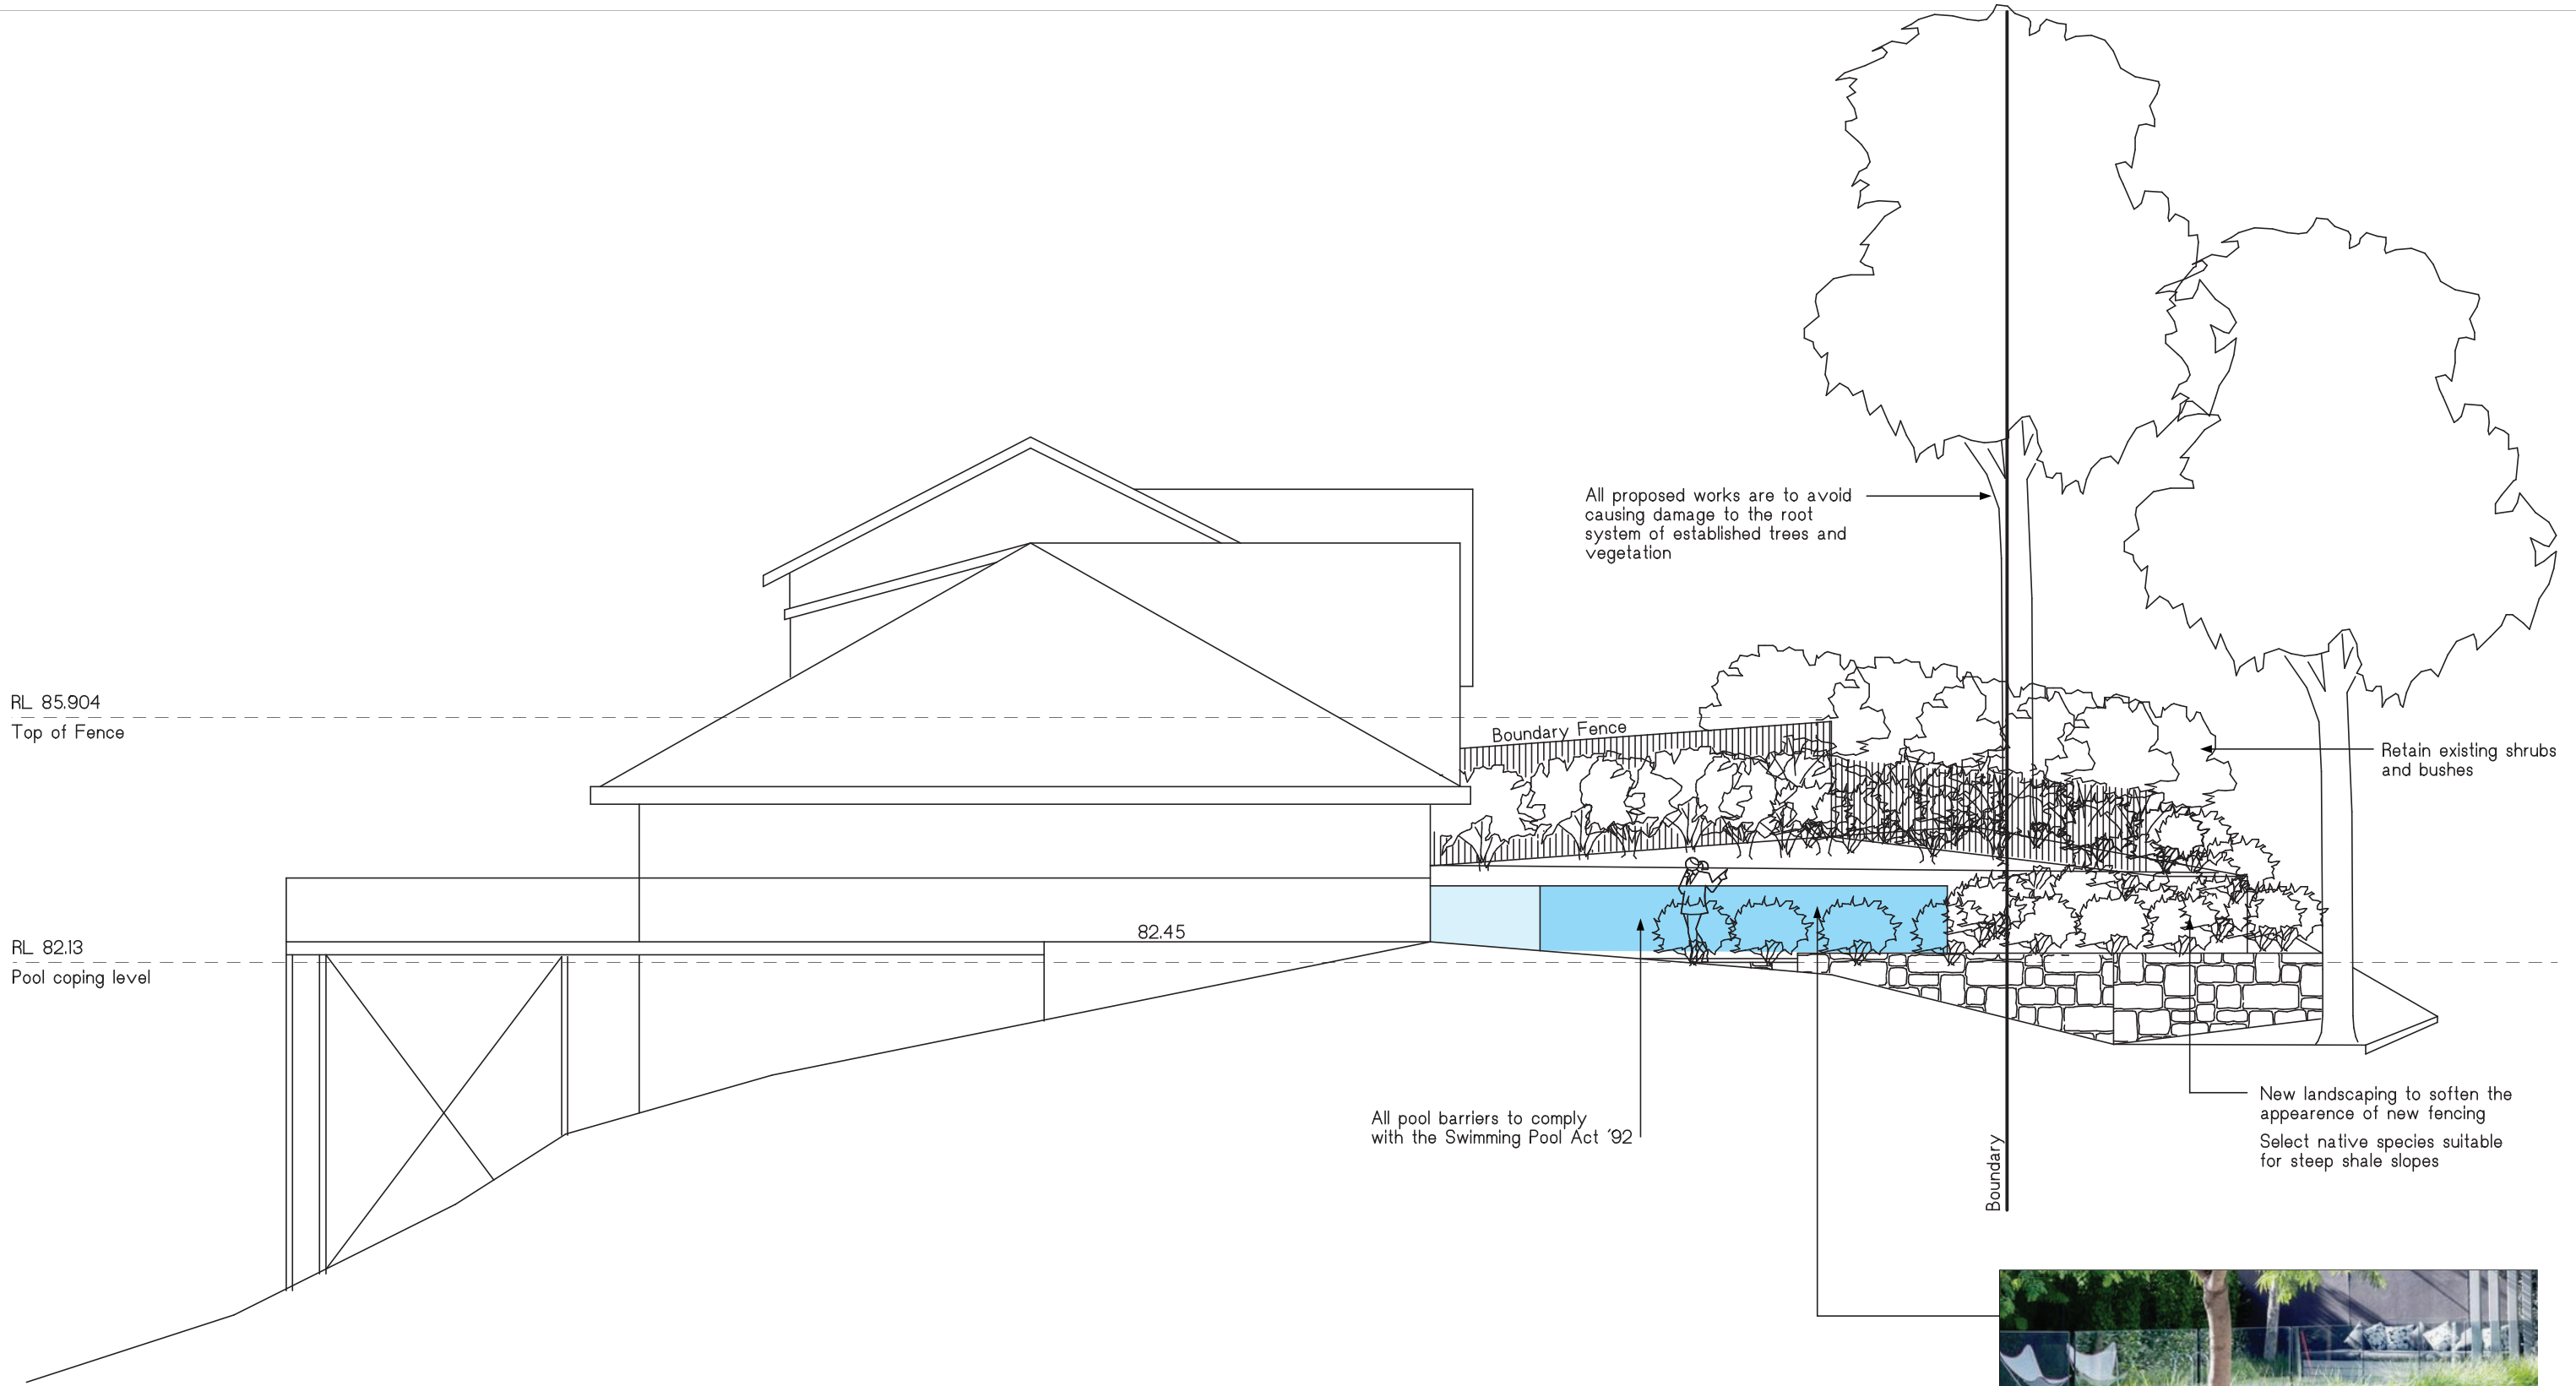 All proposed works are to avoid
causing damage to the root
system of established trees and
vegetation
RL 85.904
Top of Fence
Boundary Fence
Retain existing shrubs
and bushes
82.45
RL 82.13
Pool coping level
All pool barriers to comply
with the Swimming Pool Act '92
Boundary
New landscaping to soften the
appearence of new fencing
Select native species suitable
for steep shale slopes